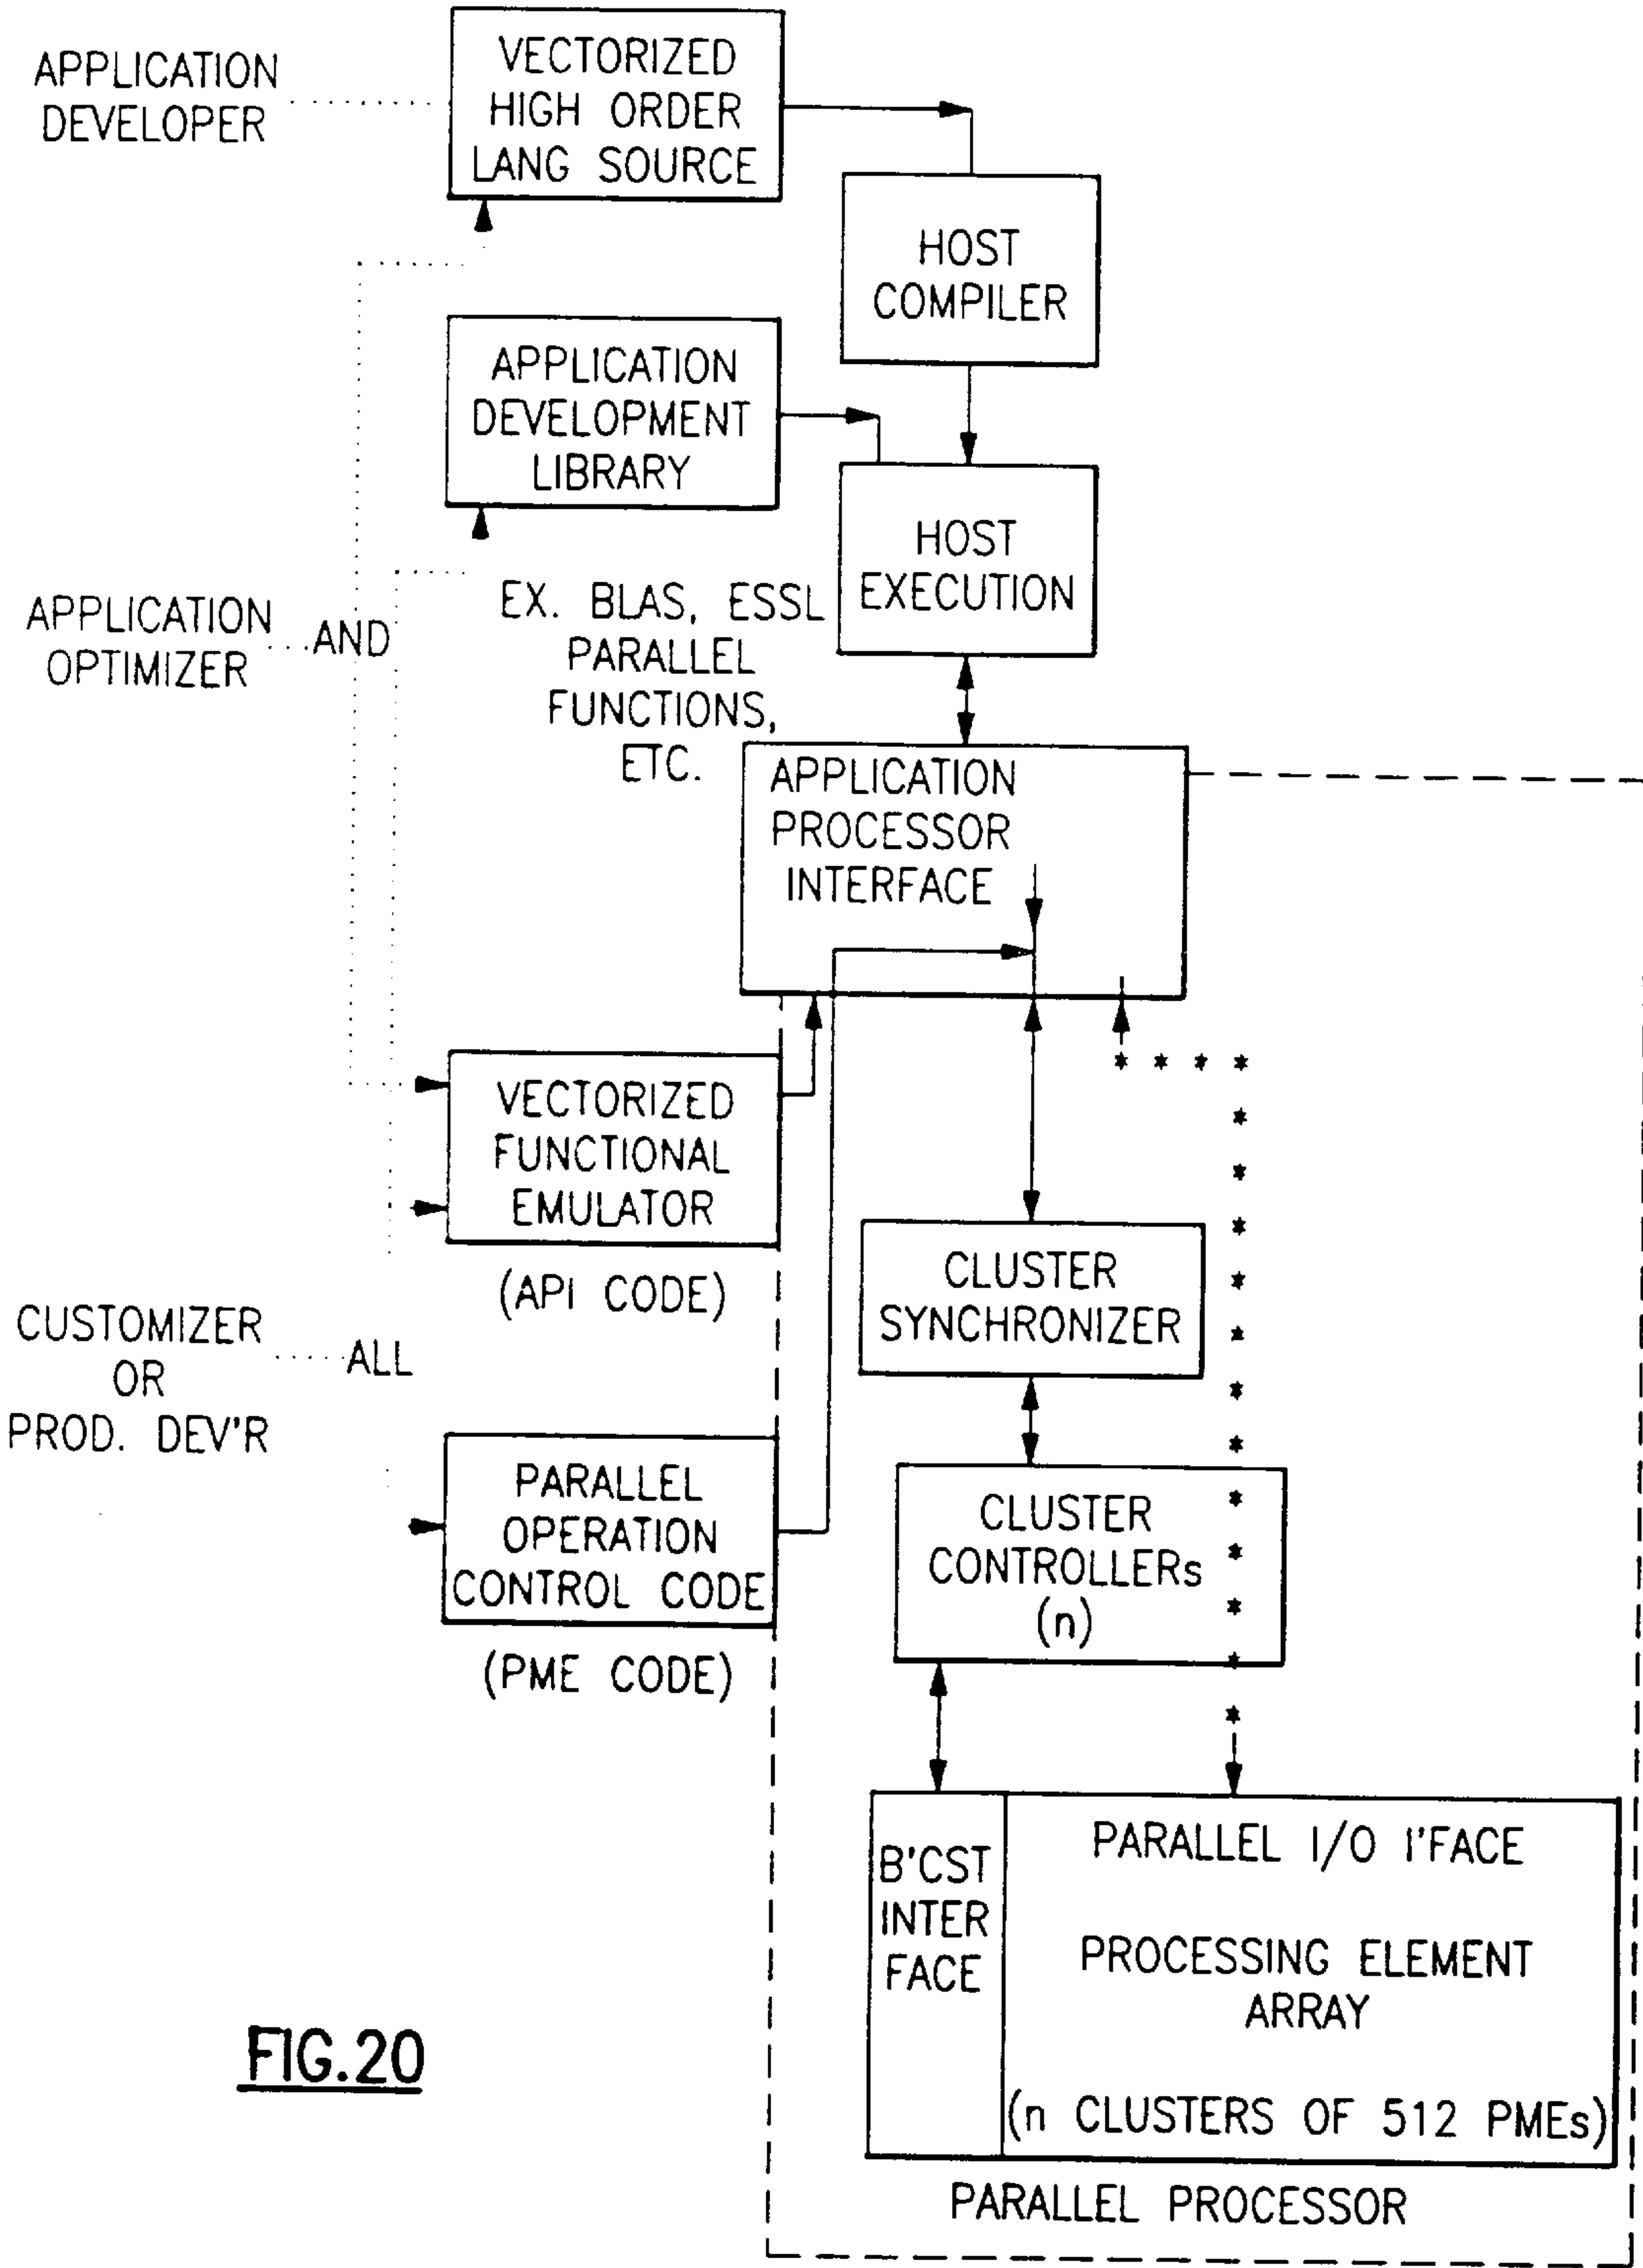 APPLICATION
DEVELOPER
VECTORIZED
HIGH ORDER
LANG SOURCE
HOST
COMPILER
APPLICATION
DEVELOPMENT
LIBRARY
HOST
EXECUTION
APPLICATION
OPTIMIZER
AND
EX. BLAS, ESSL
PARALLEL
FUNCTIONS,
ETC.
APPLICATION
PROCESSOR
INTERFACE
VECTORIZED
FUNCTIONAL
EMULATOR
(API CODE)
CLUSTER
SYNCHRONIZER
CUSTOMIZER
OR
PROD. DEV'R
ALL
PARALLEL
OPERATION
CONTROL CODE
(PME CODE)
CLUSTER
CONTROLLERs
(n)
B'CST
INTER
FACE
PARALLEL I/O I'FACE
PROCESSING ELEMENT
ARRAY
(n CLUSTERS OF 512 PMEs)
PARALLEL PROCESSOR
FIG.20